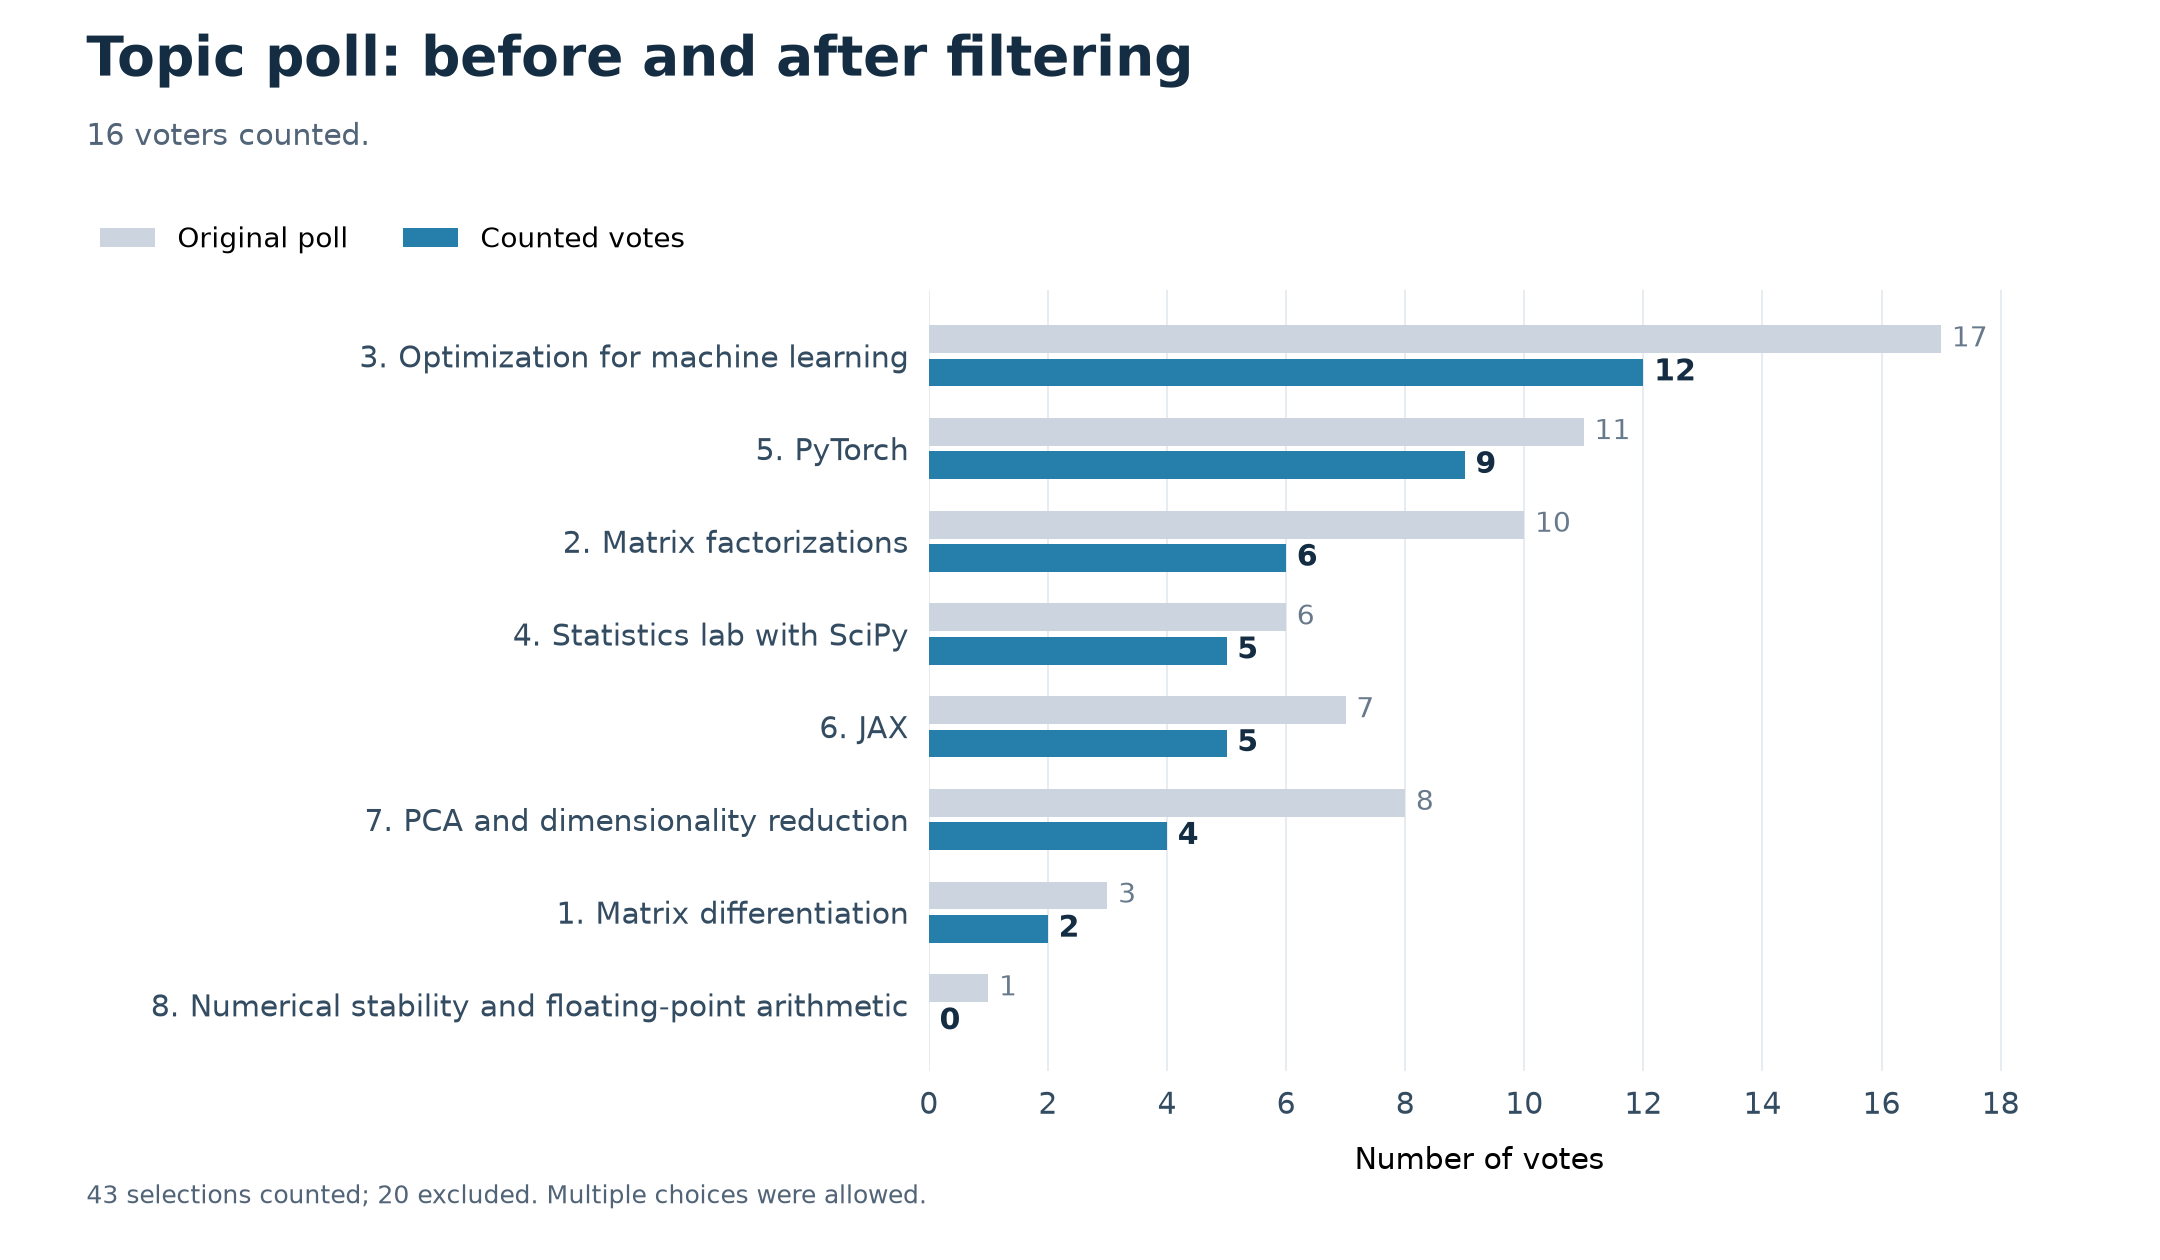 Topic poll: before and after filtering
16 voters counted.
Original poll
Counted votes
3. Optimization for machine learning
17
12
5. PyTorch
11
9
2. Matrix factorizations
10
6
4. Statistics lab with SciPy
6
5
6. JAX
7
5
7. PCA and dimensionality reduction
8
4
1. Matrix differentiation
3
2
8. Numerical stability and floating-point arithmetic
1
0
0 2 4 6 8 10 12 14 16 18
Number of votes
43 selections counted; 20 excluded. Multiple choices were allowed.